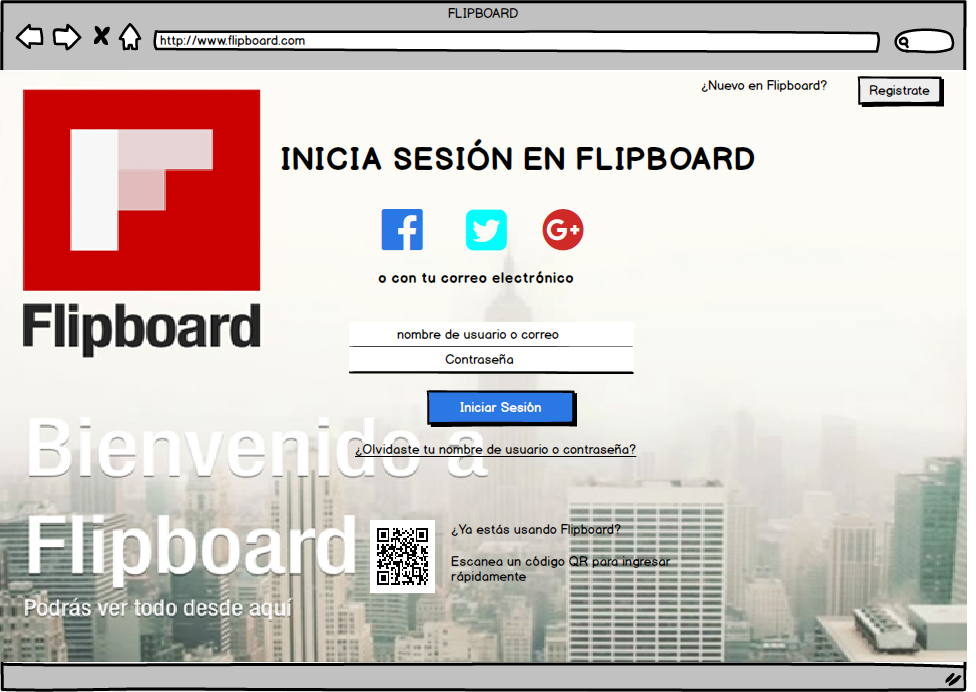 FLIPBOARD
http://www.flipboard.com
¿Nuevo en Flipboard?
Registrate
INICIA SESIÓN EN FLIPBOARD
Flipboard
o con tu correo electrónico
nombre de usuario o correo
Contraseña
Iniciar Sesión
¿Olvidaste tu nombre de usuario o contraseña?
Bienvenido a
Flipboard
Podrás ver todo desde aquí
¿Ya estás usando Flipboard?
Escanea un código QR para ingresar
rápidamente